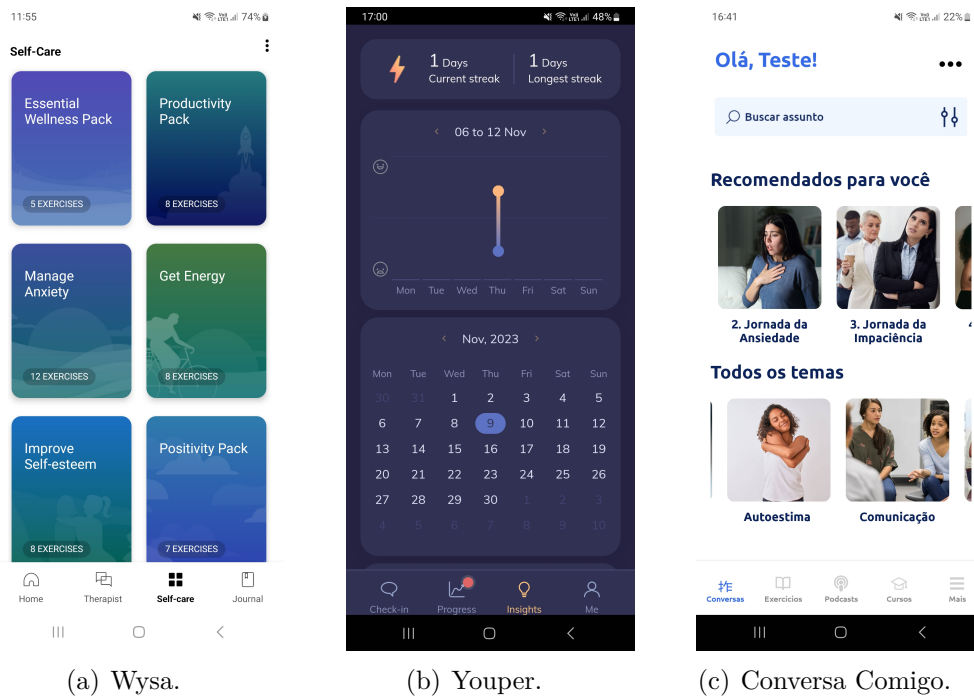 11:55
74%
Self-Care
Essential
Wellness Pack
5 EXERCISES
Productivity
Pack
8 EXERCISES
Manage
Anxiety
12 EXERCISES
Get Energy
8 EXERCISES
Improve
Self-esteem
8 EXERCISES
Positivity Pack
7 EXERCISES
Home Therapist Self-care Journal
(a) Wysa.
17:00
48%
1 Days
Current streak
1 Days
Longest streak
06 to 12 Nov
Mon Tue Wed Thu Fri Sat Sun
Nov, 2023
Mon Tue Wed Thu Fri Sat Sun
30 31 1 2 3 4 5
6 7 8 9 10 11 12
13 14 15 16 17 18 19
20 21 22 23 24 25 26
27 28 29 30 1 2 3
4 5 6 7 8 9 10
Check-in Progress Insights Me
(b) Youper.
16:41
22%
Olá, Teste!
Buscar assunto
Recomendados para você
2. Jornada da
Ansiedade
3. Jornada da
Impaciência
Todos os temas
Autoestima
Comunicação
Conversas Exercícios Podcasts Cursos Mais
(c) Conversa Comigo.